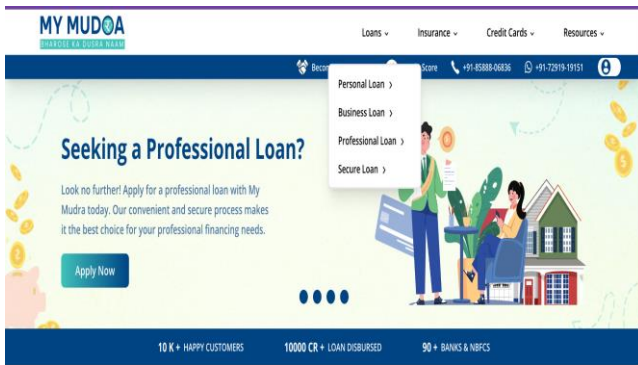 MY MUDRA
BHAROSE KA DUSRA NAAM
Loans
Insurance
Credit Cards
Resources
Score
+91-85888-06836
+91-72919-19151
Personal Loan >
Business Loan >
Professional Loan >
Secure Loan >
Seeking a Professional Loan?
Look no further! Apply for a professional loan with My
Mudra today. Our convenient and secure process makes
it the best choice for your professional financing needs.
Apply Now
10 K + HAPPY CUSTOMERS
10000 CR + LOAN DISBURSED
90 + BANKS & NBFCS